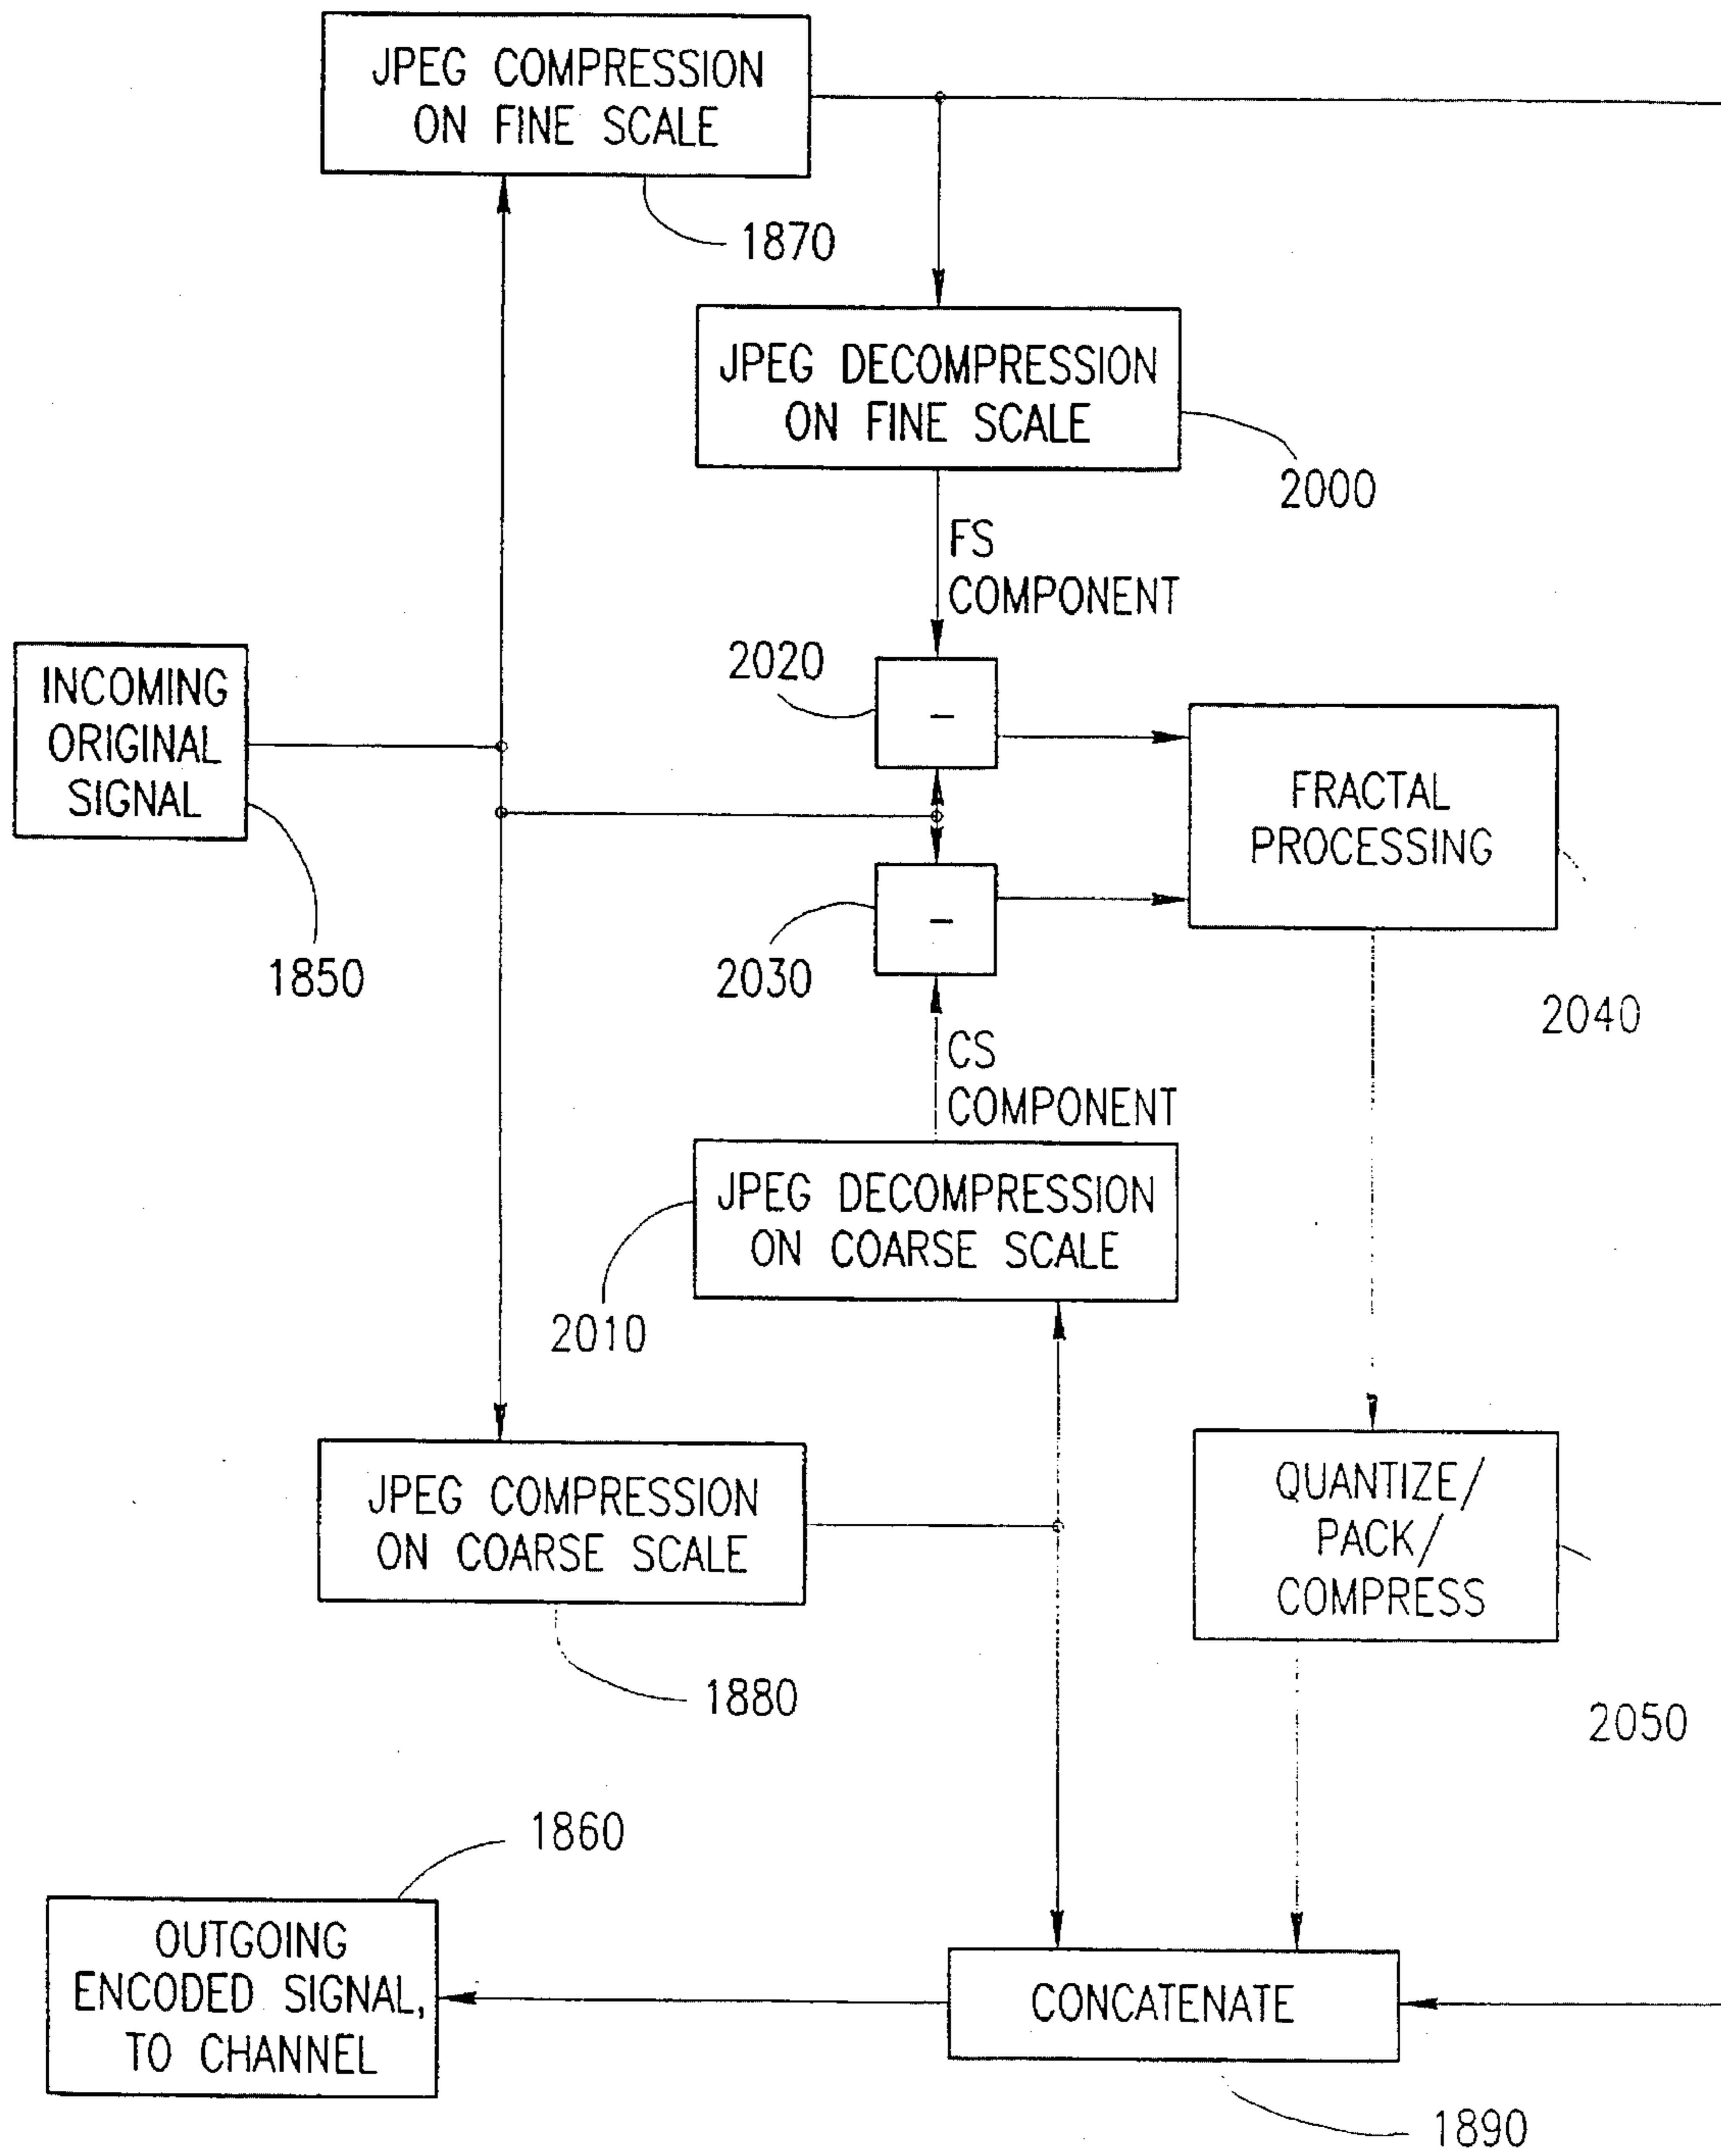 JPEG COMPRESSION
ON FINE SCALE
1870
JPEG DECOMPRESSION
ON FINE SCALE
2000
FS
COMPONENT
2020
INCOMING
ORIGINAL
SIGNAL
1850
-
FRACTAL
PROCESSING
2040
-
2030
CS
COMPONENT
JPEG DECOMPRESSION
ON COARSE SCALE
2010
JPEG COMPRESSION
ON COARSE SCALE
1880
QUANTIZE/
PACK/
COMPRESS
2050
1860
OUTGOING
ENCODED SIGNAL,
TO CHANNEL
CONCATENATE
1890